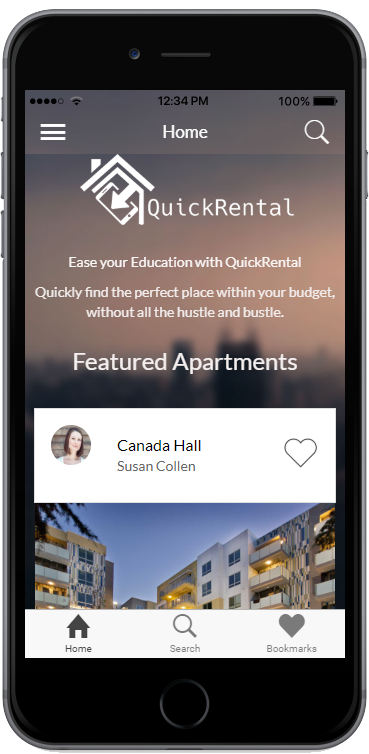 12:34 PM
100%
Home
QuickRental
Ease your Education with QuickRental
Quickly find the perfect place within your budget,
without all the hustle and bustle.
Featured Apartments
Canada Hall
Susan Collen
Home
Search
Bookmarks